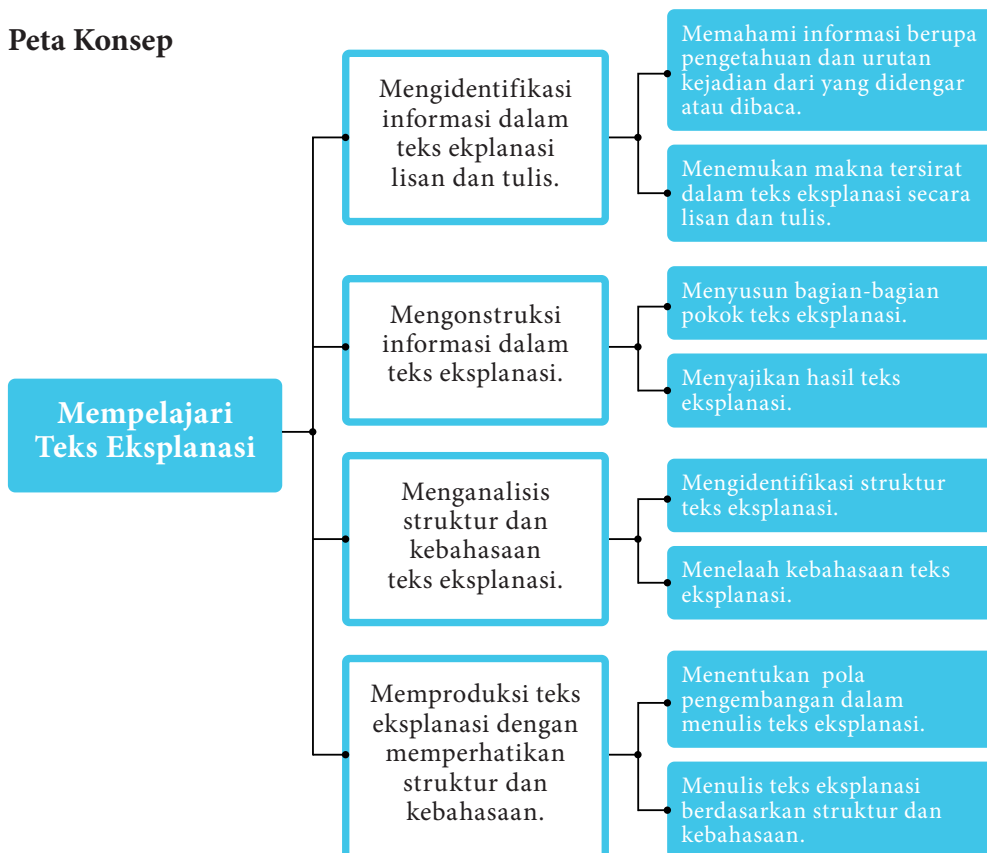 Peta Konsep
Mempelajari
Teks Eksplanasi
Mengidentifikasi
informasi dalam
teks ekplanasi
lisan dan tulis.
Memahami informasi berupa
pengetahuan dan urutan
kejadian dari yang didengar
atau dibaca.
Menemukan makna tersirat
dalam teks eksplanasi secara
lisan dan tulis.
Mengonstruksi
informasi dalam
teks eksplanasi.
Menyusun bagian-bagian
pokok teks eksplanasi.
Menyajikan hasil teks
eksplanasi.
Menganalisis
struktur dan
kebahasaan
teks eksplanasi.
Mengidentifikasi struktur
teks eksplanasi.
Menelaah kebahasaan teks
eksplanasi.
Memproduksi teks
eksplanasi dengan
memperhatikan
struktur dan
kebahasaan.
Menentukan pola
pengembangan dalam
menulis teks eksplanasi.
Menulis teks eksplanasi
berdasarkan struktur dan
kebahasaan.